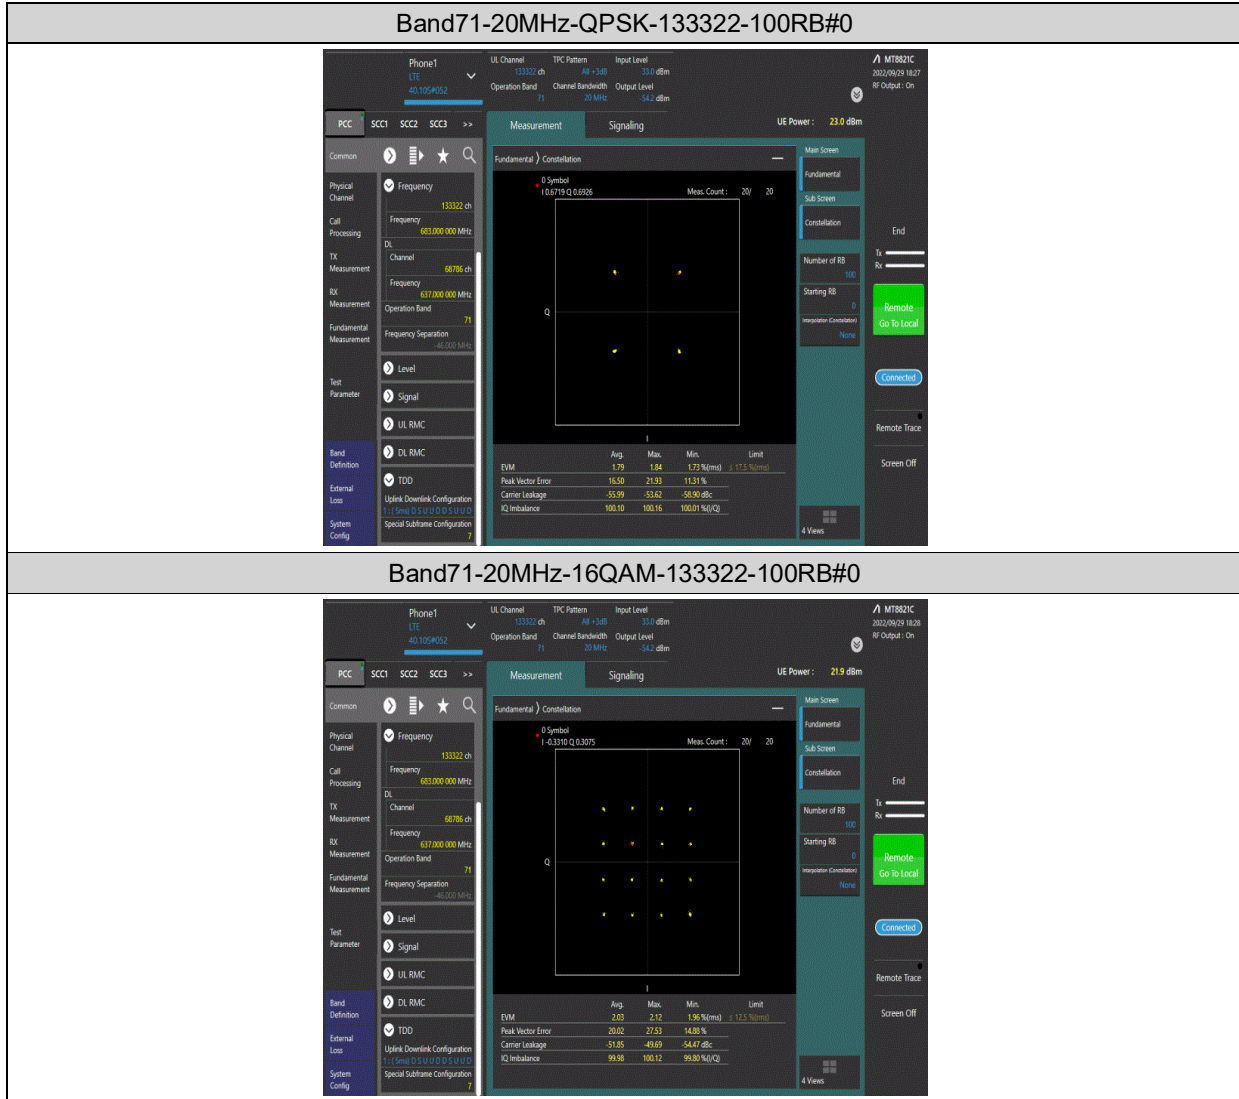 Band71-20MHz-QPSK-133322-100RB#0
Phone1
LTE
40.10S#052
UL Channel TPC Pattern Input Level
133322 ch All +3dB 33.0 dBm
Operation Band Channel Bandwidth Output Level
71 20 MHz -54.2 dBm
MT8821C
2022/09/29 18:27
RF Output : On
PCC SCC1 SCC2 SCC3 >>
Measurement Signaling
UE Power : 23.0 dBm
Common
Physical Channel
Call Processing
TX Measurement
RX Measurement
Fundamental Measurement
Test Parameter
Band Definition
External Loss
System Config
Frequency
133322 ch
Frequency
683.000 000 MHz
DL
Channel
68786 ch
Frequency
637.000 000 MHz
Operation Band
71
Frequency Separation
-46.000 MHz
Level
Signal
UL RMC
DL RMC
TDD
Uplink Downlink Configuration
1 : ( 5ms) D S U U D D S U U D
Special Subframe Configuration
7
Fundamental Constellation
0 Symbol
I 0.6719 Q 0.6926
Meas. Count : 20/ 20
Q
I
Avg. Max. Min. Limit
EVM 1.79 1.84 1.73 %(rms) ≤ 17.5 %(rms)
Peak Vector Error 16.50 21.93 11.31 %
Carrier Leakage -55.99 -53.62 -58.90 dBc
IQ Imbalance 100.10 100.16 100.01 %(I/Q)
Main Screen
Fundamental
Sub Screen
Constellation
Number of RB
100
Starting RB
0
Interpolation (Constellation)
None
4 Views
End
Tx
Rx
Remote
Go To Local
Connected
Remote Trace
Screen Off
Band71-20MHz-16QAM-133322-100RB#0
Phone1
LTE
40.10S#052
UL Channel TPC Pattern Input Level
133322 ch All +3dB 33.0 dBm
Operation Band Channel Bandwidth Output Level
71 20 MHz -54.2 dBm
MT8821C
2022/09/29 18:28
RF Output : On
PCC SCC1 SCC2 SCC3 >>
Measurement Signaling
UE Power : 21.9 dBm
Common
Physical Channel
Call Processing
TX Measurement
RX Measurement
Fundamental Measurement
Test Parameter
Band Definition
External Loss
System Config
Frequency
133322 ch
Frequency
683.000 000 MHz
DL
Channel
68786 ch
Frequency
637.000 000 MHz
Operation Band
71
Frequency Separation
-46.000 MHz
Level
Signal
UL RMC
DL RMC
TDD
Uplink Downlink Configuration
1 : ( 5ms) D S U U D D S U U D
Special Subframe Configuration
7
Fundamental Constellation
0 Symbol
I -0.3310 Q 0.3075
Meas. Count : 20/ 20
Q
I
Avg. Max. Min. Limit
EVM 2.03 2.12 1.96 %(rms) ≤ 12.5 %(rms)
Peak Vector Error 20.02 27.53 14.88 %
Carrier Leakage -51.85 -49.69 -54.47 dBc
IQ Imbalance 99.98 100.12 99.80 %(I/Q)
Main Screen
Fundamental
Sub Screen
Constellation
Number of RB
100
Starting RB
0
Interpolation (Constellation)
None
4 Views
End
Tx
Rx
Remote
Go To Local
Connected
Remote Trace
Screen Off